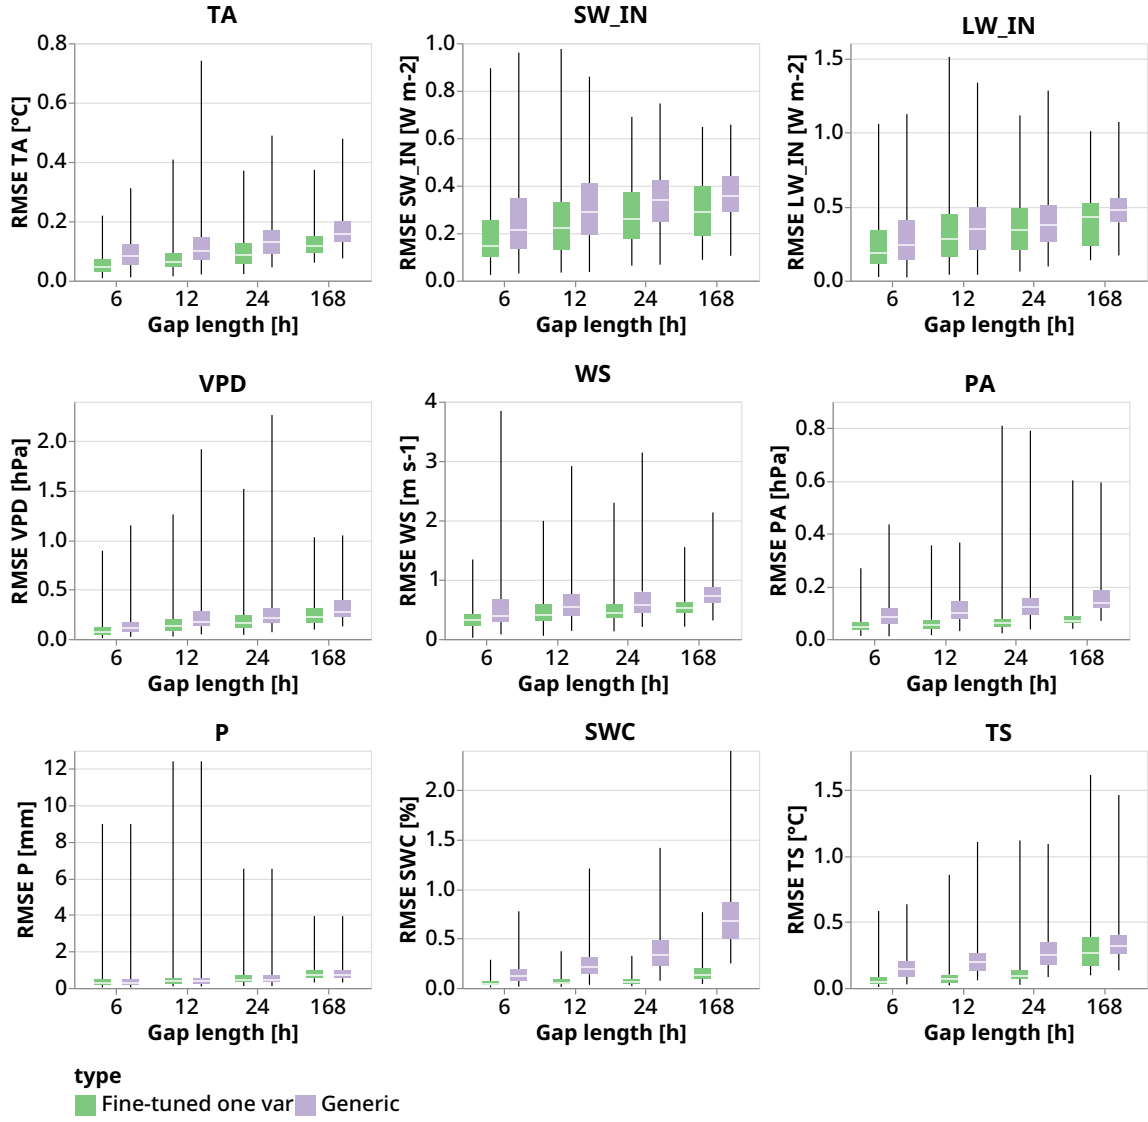 TA
SW_IN
LW_IN
RMSE TA [°C]
0.8
0.6
0.4
0.2
0.0
6 12 24 168
Gap length [h]
RMSE SW_IN [W m-2]
1.0
0.8
0.6
0.4
0.2
0.0
6 12 24 168
Gap length [h]
RMSE LW_IN [W m-2]
1.5
1.0
0.5
0.0
6 12 24 168
Gap length [h]
VPD
WS
PA
RMSE VPD [hPa]
2.0
1.5
1.0
0.5
0.0
6 12 24 168
Gap length [h]
RMSE WS [m s-1]
4
3
2
1
0
6 12 24 168
Gap length [h]
RMSE PA [hPa]
0.8
0.6
0.4
0.2
0.0
6 12 24 168
Gap length [h]
P
SWC
TS
RMSE P [mm]
12
10
8
6
4
2
0
6 12 24 168
Gap length [h]
RMSE SWC [%]
2.0
1.5
1.0
0.5
0.0
6 12 24 168
Gap length [h]
RMSE TS [°C]
1.5
1.0
0.5
0.0
6 12 24 168
Gap length [h]
type
Fine-tuned one var Generic